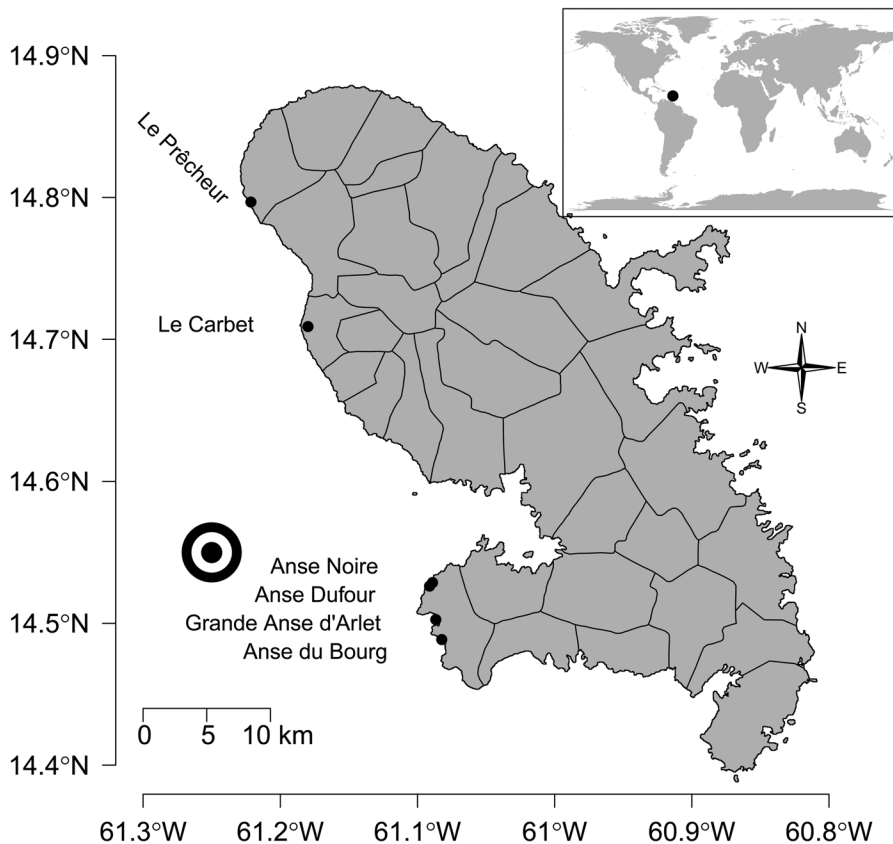 14.9°N
Le Prêcheur
14.8°N
Le Carbet
14.7°N
N
W
E
S
14.6°N
Anse Noire
Anse Dufour
Grande Anse d'Arlet
Anse du Bourg
14.5°N
0 5 10 km
14.4°N
61.3°W 61.2°W 61.1°W 61°W 60.9°W 60.8°W